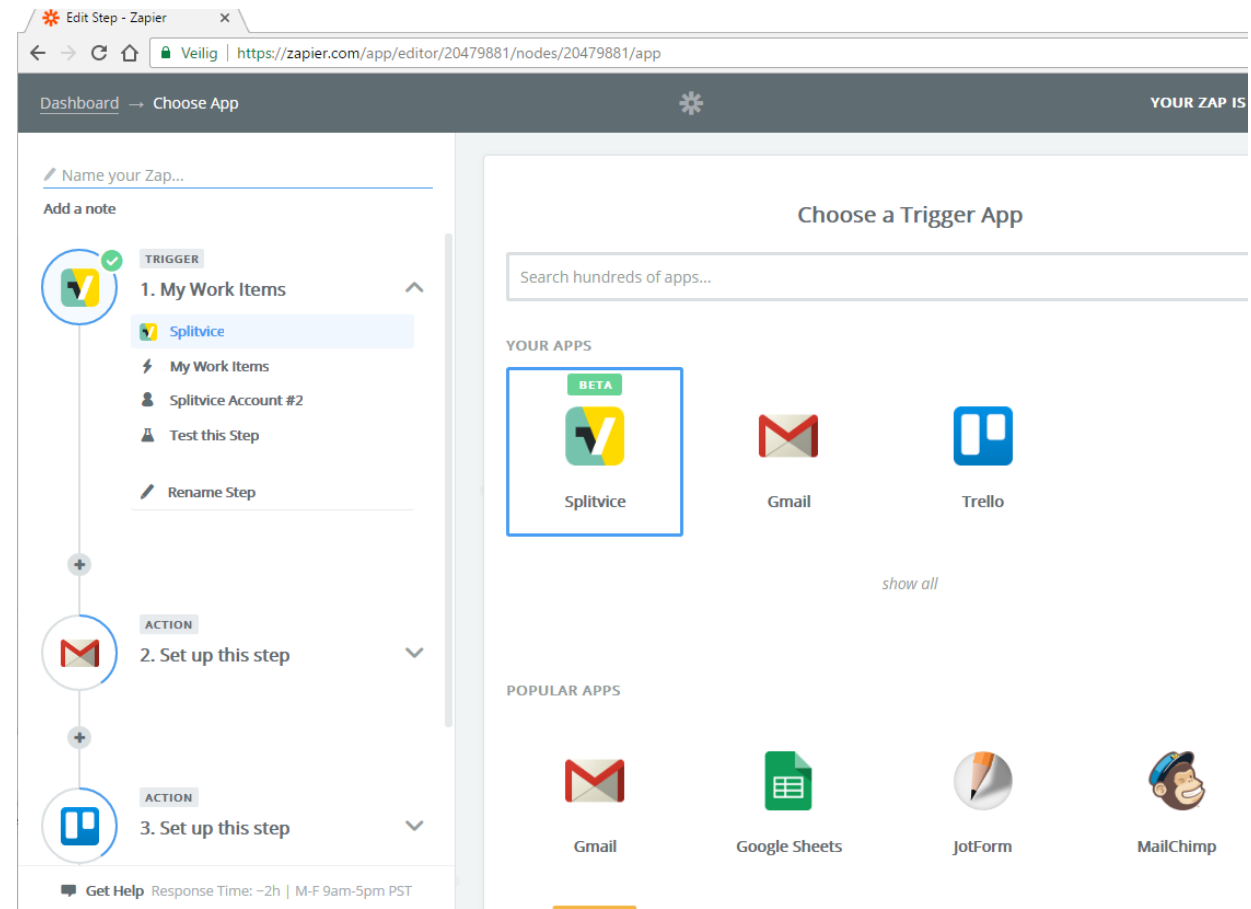 Edit Step - Zapier
Veilig | https://zapier.com/app/editor/20479881/nodes/20479881/app
Dashboard → Choose App
YOUR ZAP IS
Name your Zap...
Add a note
TRIGGER
1. My Work Items
Splitvice
My Work Items
Splitvice Account #2
Test this Step
Rename Step
ACTION
2. Set up this step
ACTION
3. Set up this step
Get Help Response Time: ~2h | M-F 9am-5pm PST
Choose a Trigger App
Search hundreds of apps...
YOUR APPS
BETA
Splitvice
Gmail
Trello
show all
POPULAR APPS
Gmail
Google Sheets
JotForm
MailChimp